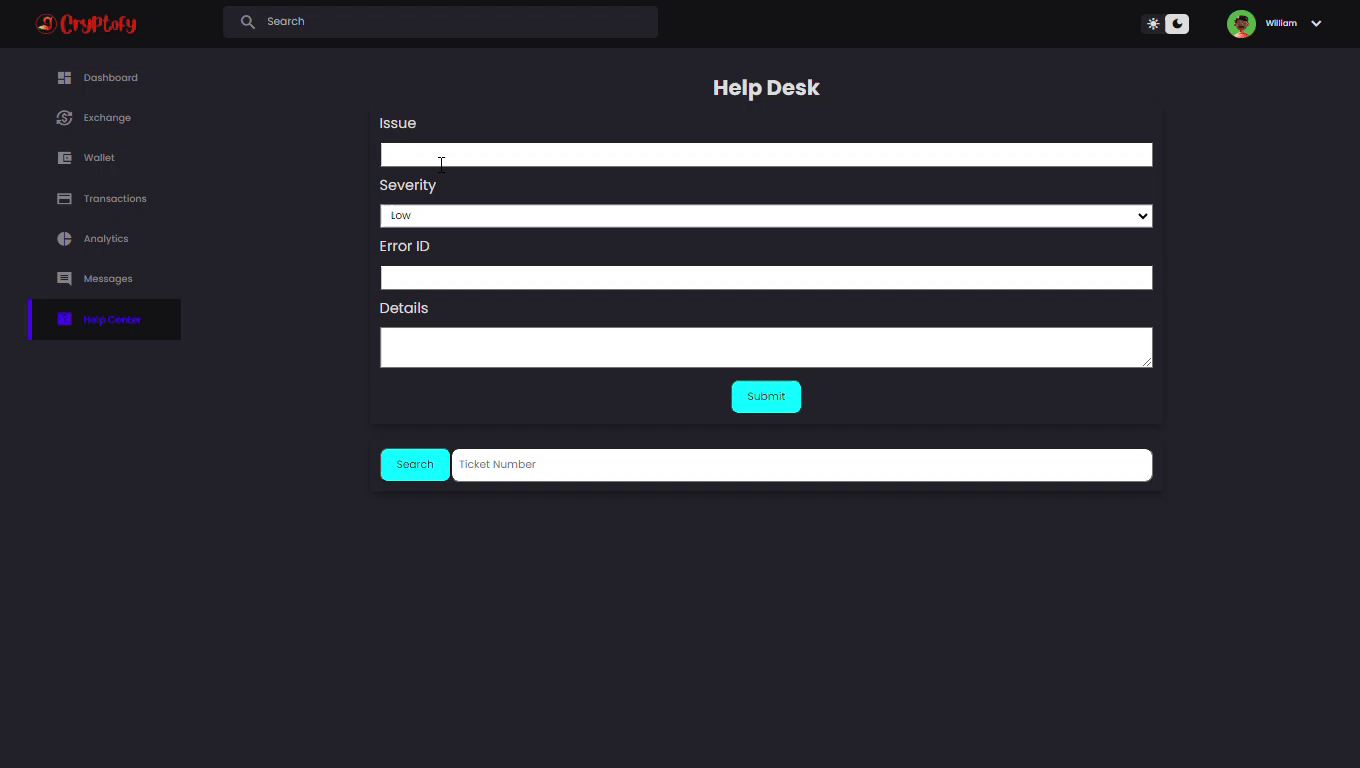 Cryptofy
Search
William
Dashboard
Exchange
Wallet
Transactions
Analytics
Messages
Help Center
Help Desk
Issue
Severity
Low
Error ID
Details
Submit
Search
Ticket Number